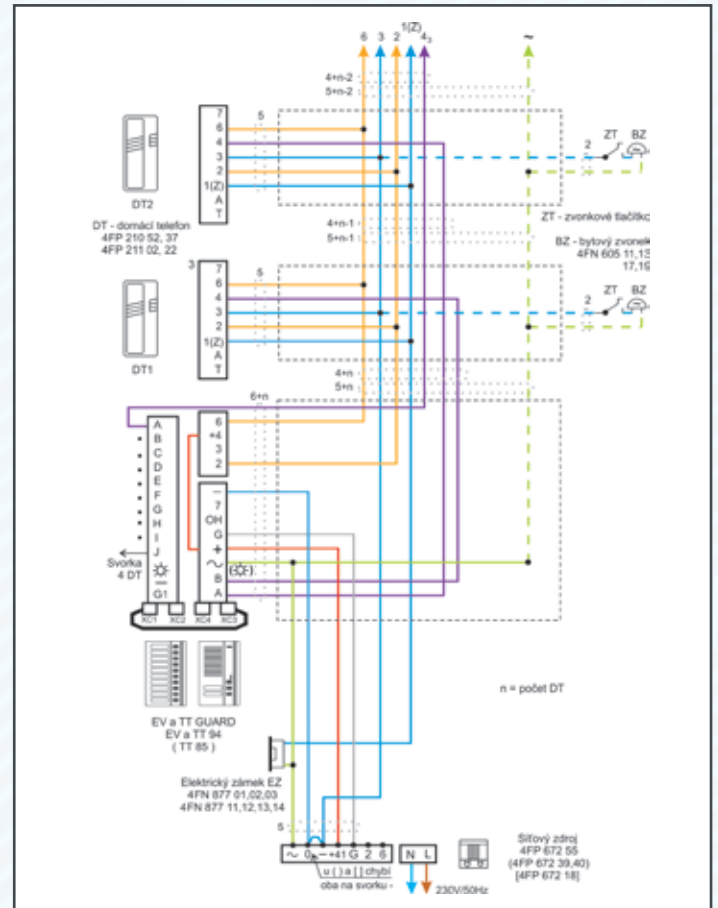 6 3 2 1(Z) 4₃ ~
4+n-2
5+n-2
7
6
4
3
2
1(Z)
A
T
5
2 ZT BZ
DT2
DT - domácí telefon
4FP 210 52, 37
4FP 211 02, 22
4+n-1
5+n-1
ZT - zvonkové tlačítko
BZ - bytový zvonek
4FN 605 11,13
17,19
3
7
6
4
3
2
1(Z)
A
T
5
2 ZT BZ
DT1
4+n
5+n
6+n
A
B
C
D
E
F
G
H
I
J
G1
6
+4
3
2
–
7
OH
G
+
~
B
A
Svorka
4 DT
XC1 XC2 XC4 XC3
n = počet DT
EV a TT GUARD
EV a TT 94
( TT 85 )
Elektrický zámek EZ
4FN 877 01,02,03
4FN 877 11,12,13,14
5
~ 0 – +41 G 2 6 N L
u ( ) a [ ] chybí
oba na svorku -
230V/50Hz
Síťový zdroj
4FP 672 55
(4FP 672 39,40)
[4FP 672 18]